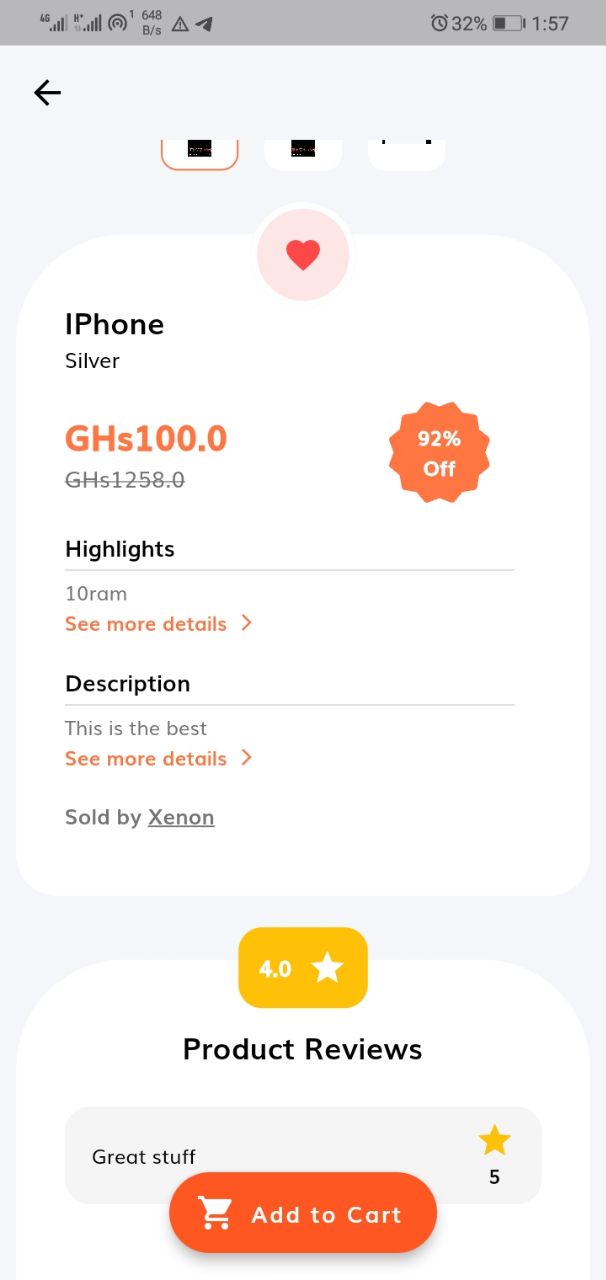 4G H+ 1 648 B/s 32% 1:57
IPhone
Silver
GHs100.0
GHs1258.0
92%
Off
Highlights
10ram
See more details
Description
This is the best
See more details
Sold by Xenon
4.0
Product Reviews
Great stuff
5
Add to Cart